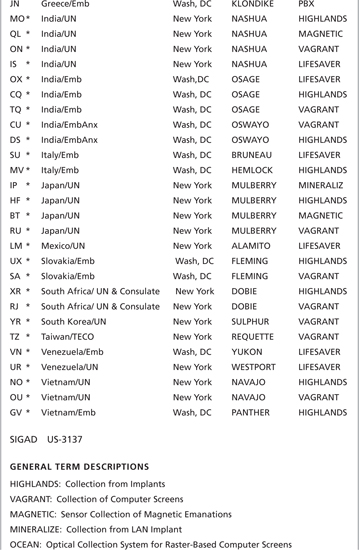 JN Greece/Emb Wash, DC KLONDIKE PBX
MO * India/UN New York NASHUA HIGHLANDS
QL * India/UN New York NASHUA MAGNETIC
ON * India/UN New York NASHUA VAGRANT
IS * India/UN New York NASHUA LIFESAVER
OX * India/Emb Wash,DC OSAGE LIFESAVER
CQ * India/Emb Wash, DC OSAGE HIGHLANDS
TQ * India/Emb Wash, DC OSAGE VAGRANT
CU * India/EmbAnx Wash, DC OSWAYO VAGRANT
DS * India/EmbAnx Wash, DC OSWAYO HIGHLANDS
SU * Italy/Emb Wash, DC BRUNEAU LIFESAVER
MV * Italy/Emb Wash, DC HEMLOCK HIGHLANDS
IP * Japan/UN New York MULBERRY MINERALIZ
HF * Japan/UN New York MULBERRY HIGHLANDS
BT * Japan/UN New York MULBERRY MAGNETIC
RU * Japan/UN New York MULBERRY VAGRANT
LM * Mexico/UN New York ALAMITO LIFESAVER
UX * Slovakia/Emb Wash, DC FLEMING HIGHLANDS
SA * Slovakia/Emb Wash, DC FLEMING VAGRANT
XR * South Africa/ UN & Consulate New York DOBIE HIGHLANDS
RJ * South Africa/ UN & Consulate New York DOBIE VAGRANT
YR * South Korea/UN New York SULPHUR VAGRANT
TZ * Taiwan/TECO New York REQUETTE VAGRANT
VN * Venezuela/Emb Wash, DC YUKON LIFESAVER
UR * Venezuela/UN New York WESTPORT LIFESAVER
NO * Vietnam/UN New York NAVAJO HIGHLANDS
OU * Vietnam/UN New York NAVAJO VAGRANT
GV * Vietnam/Emb Wash, DC PANTHER HIGHLANDS
SIGAD US-3137
GENERAL TERM DESCRIPTIONS
HIGHLANDS: Collection from Implants
VAGRANT: Collection of Computer Screens
MAGNETIC: Sensor Collection of Magnetic Emanations
MINERALIZE: Collection from LAN Implant
OCEAN: Optical Collection System for Raster-Based Computer Screens